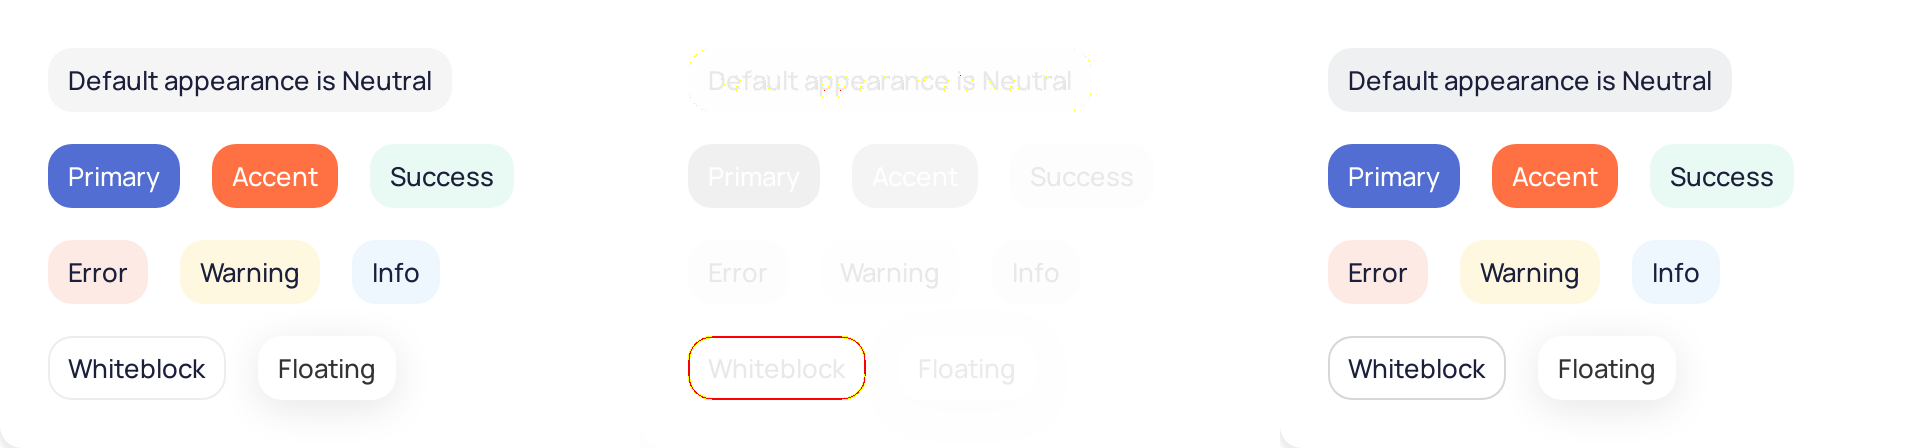 Default appearance is Neutral
Primary Accent Success
Error Warning Info
Whiteblock Floating
Default appearance is Neutral
Primary Accent Success
Error Warning Info
Whiteblock Floating
Default appearance is Neutral
Primary Accent Success
Error Warning Info
Whiteblock Floating